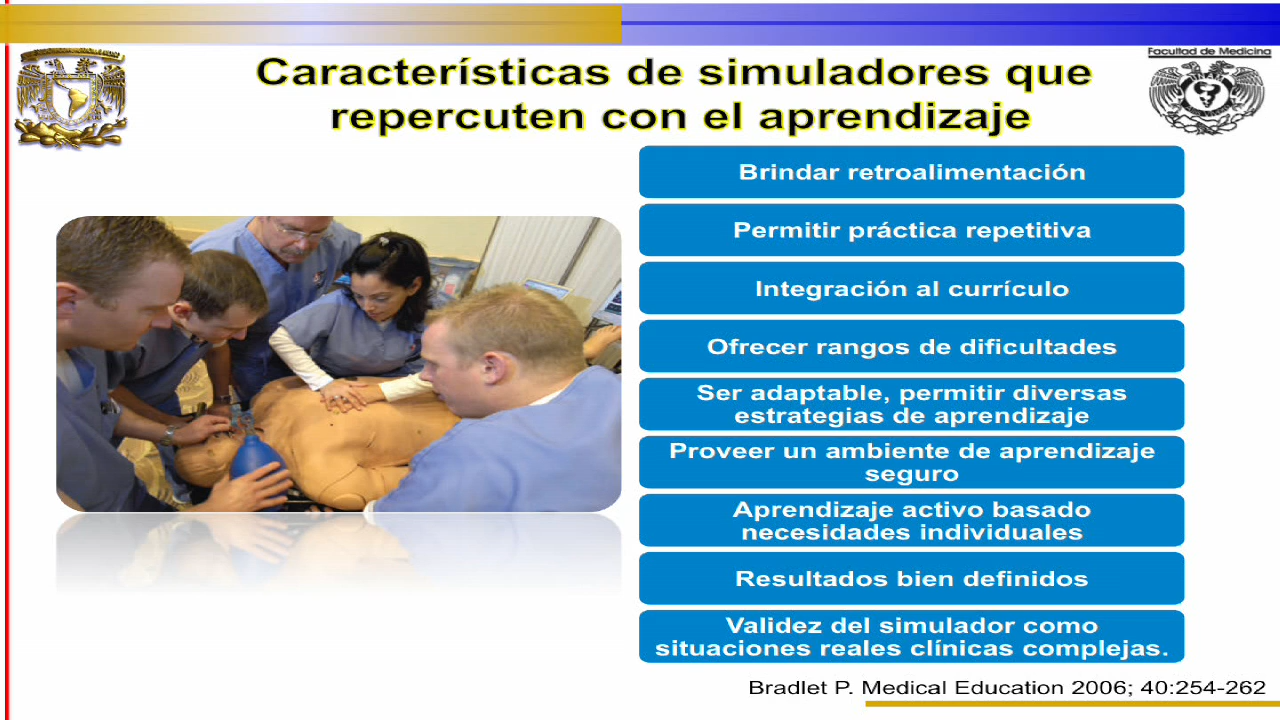 Facultad de Medicina
Características de simuladores que
repercuten con el aprendizaje
Brindar retroalimentación
Permitir práctica repetitiva
Integración al currículo
Ofrecer rangos de dificultades
Ser adaptable, permitir diversas
estrategias de aprendizaje
Proveer un ambiente de aprendizaje
seguro
Aprendizaje activo basado
necesidades individuales
Resultados bien definidos
Validez del simulador como
situaciones reales clínicas complejas.
Bradlet P. Medical Education 2006; 40:254-262